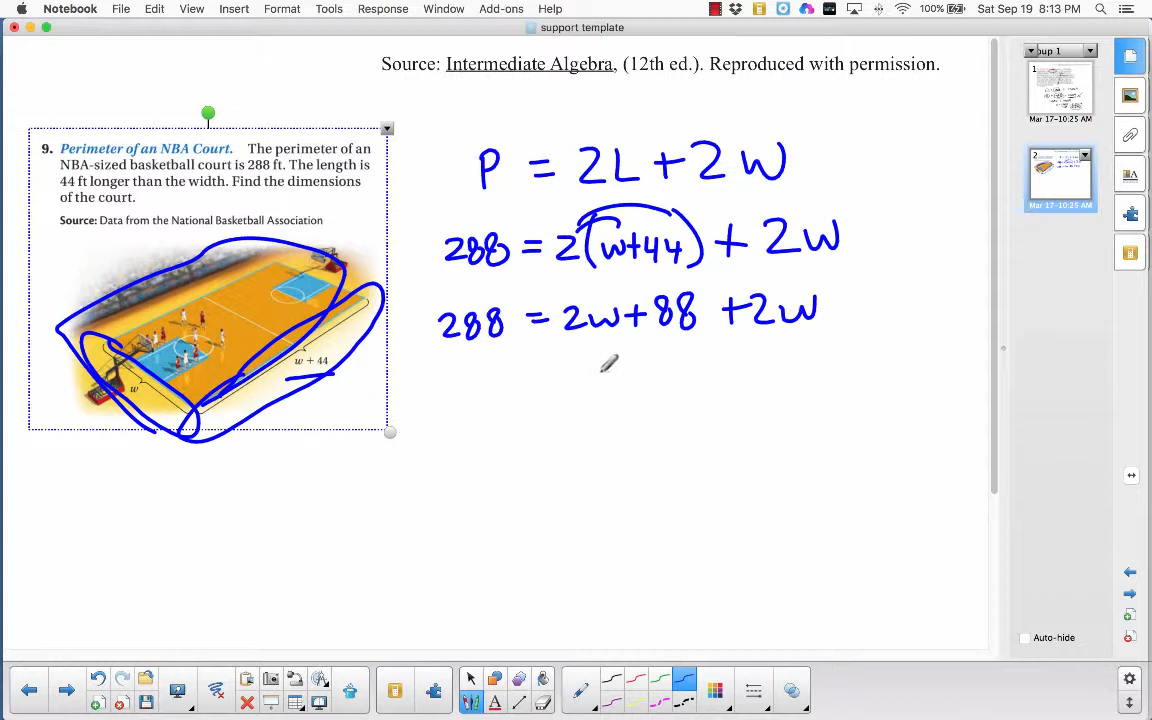 Notebook File Edit View Insert Format Tools Response Window Add-ons Help 100% Sat Sep 19 8:13 PM
support template
Source: Intermediate Algebra, (12th ed.). Reproduced with permission.
9. Perimeter of an NBA Court. The perimeter of an
NBA-sized basketball court is 288 ft. The length is
44 ft longer than the width. Find the dimensions
of the court.
Source: Data from the National Basketball Association
w + 44
w
P = 2L + 2W
288 = 2(w+44) + 2W
288 = 2w+88 +2W
oup 1
1
Mar 17-10:25 AM
2
Mar 17-10:25 AM
Auto-hide